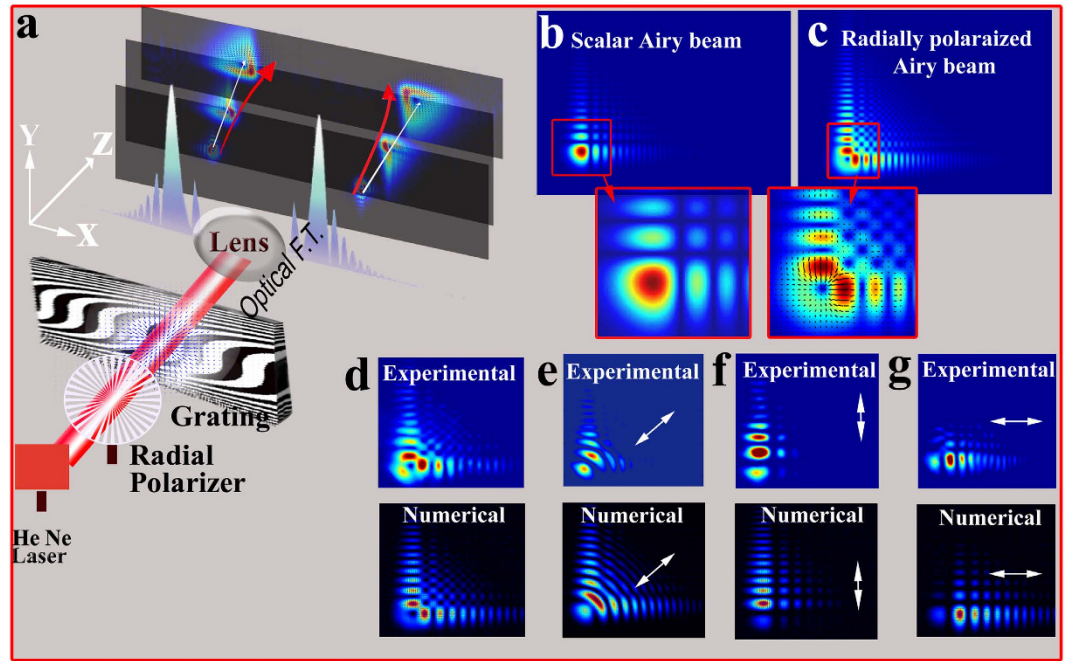 a
Y
Z
X
Lens
Optical F.T.
Grating
Radial
Polarizer
He Ne
Laser
b
Scalar Airy beam
c
Radially polaraized
Airy beam
d
Experimental
e
Experimental
f
Experimental
g
Experimental
Numerical
Numerical
Numerical
Numerical